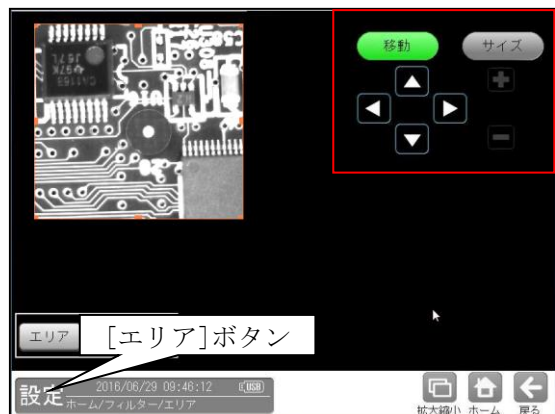 移動
サイズ
エリア
[エリア]ボタン
設定
2016/06/29 09:46:12
USB
ホーム/フィルター/エリア
拡大縮小
ホーム
戻る